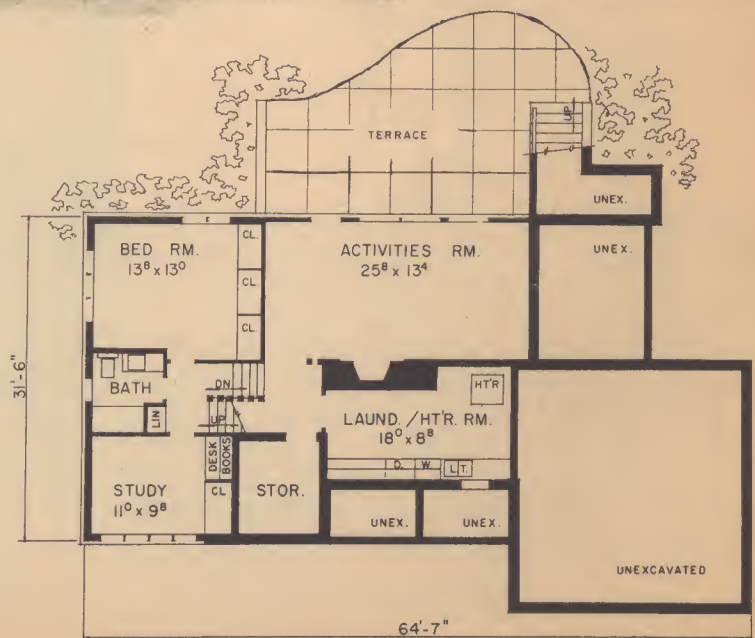 TERRACE
UP
UNEX.
UNEX.
BED RM.
13⁸ x 13⁰
CL.
CL.
CL.
ACTIVITIES RM.
25⁸ x 13⁴
31'-6"
BATH
LIN
DN
UP
HT'R
LAUND./HT'R. RM.
18⁰ x 8⁸
D.
W.
L.T.
DESK
BOOKS
CL
STUDY
11⁰ x 9⁸
STOR.
UNEX.
UNEX.
UNEXCAVATED
64'-7"